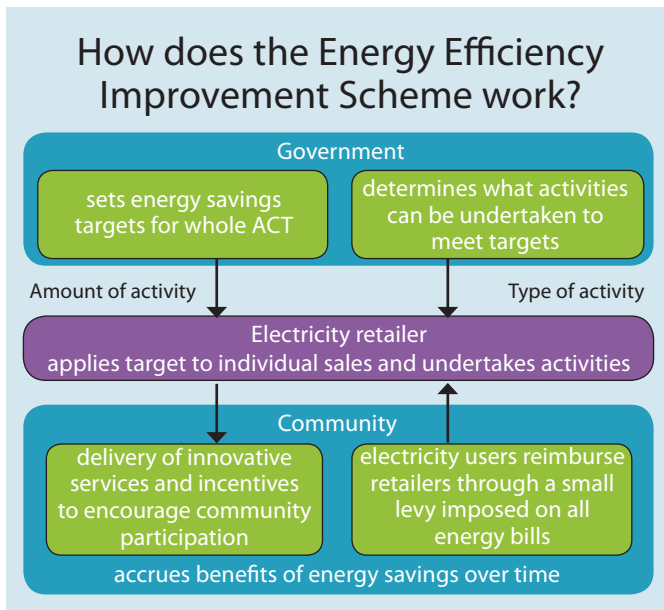 How does the Energy Efficiency
Improvement Scheme work?
Government
sets energy savings
targets for whole ACT
determines what activities
can be undertaken to
meet targets
Amount of activity
Type of activity
Electricity retailer
applies target to individual sales and undertakes activities
Community
delivery of innovative
services and incentives
to encourage community
participation
electricity users reimburse
retailers through a small
levy imposed on all
energy bills
accrues benefits of energy savings over time